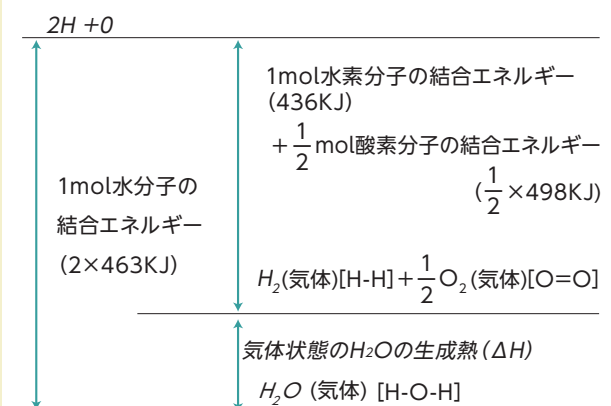 2H +0
1mol水素分子の結合エネルギー
(436KJ)
+1/2 mol酸素分子の結合エネルギー
(1/2×498KJ)
1mol水分子の
結合エネルギー
(2×463KJ)
H₂(気体)[H-H]+1/2 O₂(気体)[O=O]
気体状態のH₂Oの生成熱(ΔH)
H₂O (気体) [H-O-H]